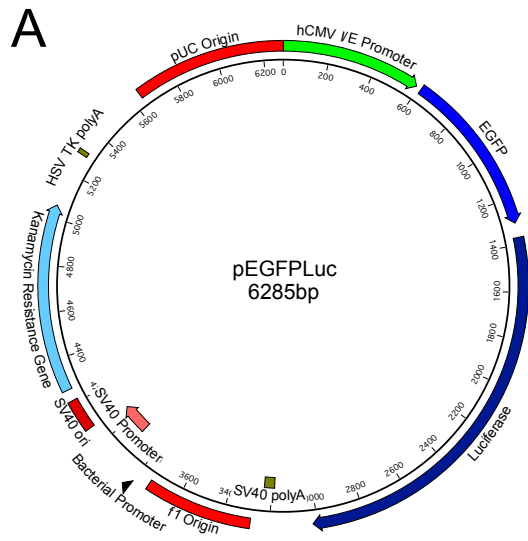 A
pUC Origin
hCMV I/E Promoter
EGFP
Luciferase
SV40 polyA
f1 Origin
Bacterial Promoter
SV40 Promoter
SV40 ori
Kanamycin Resistance Gene
HSV TK polyA
pEGFPLuc
6285bp
0
200
400
600
800
1000
1200
1400
1600
1800
2000
2200
2400
2600
2800
3600
4400
4600
4800
5000
5200
5400
5600
5800
6000
6200